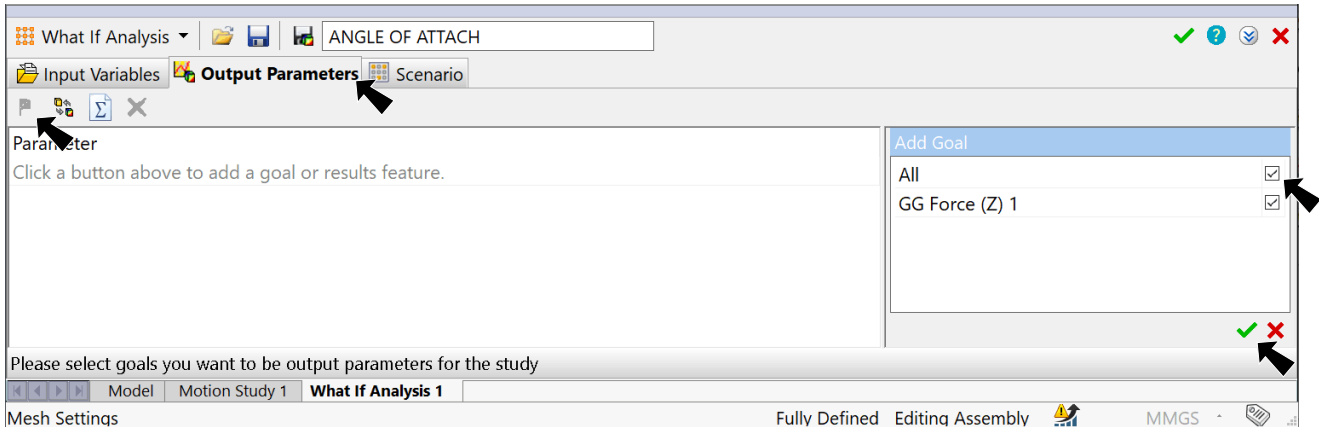 What If Analysis ANGLE OF ATTACH
Input Variables Output Parameters Scenario
Parameter
Click a button above to add a goal or results feature.
Add Goal
All
GG Force (Z) 1
Please select goals you want to be output parameters for the study
Model Motion Study 1 What If Analysis 1
Mesh Settings Fully Defined Editing Assembly MMGS